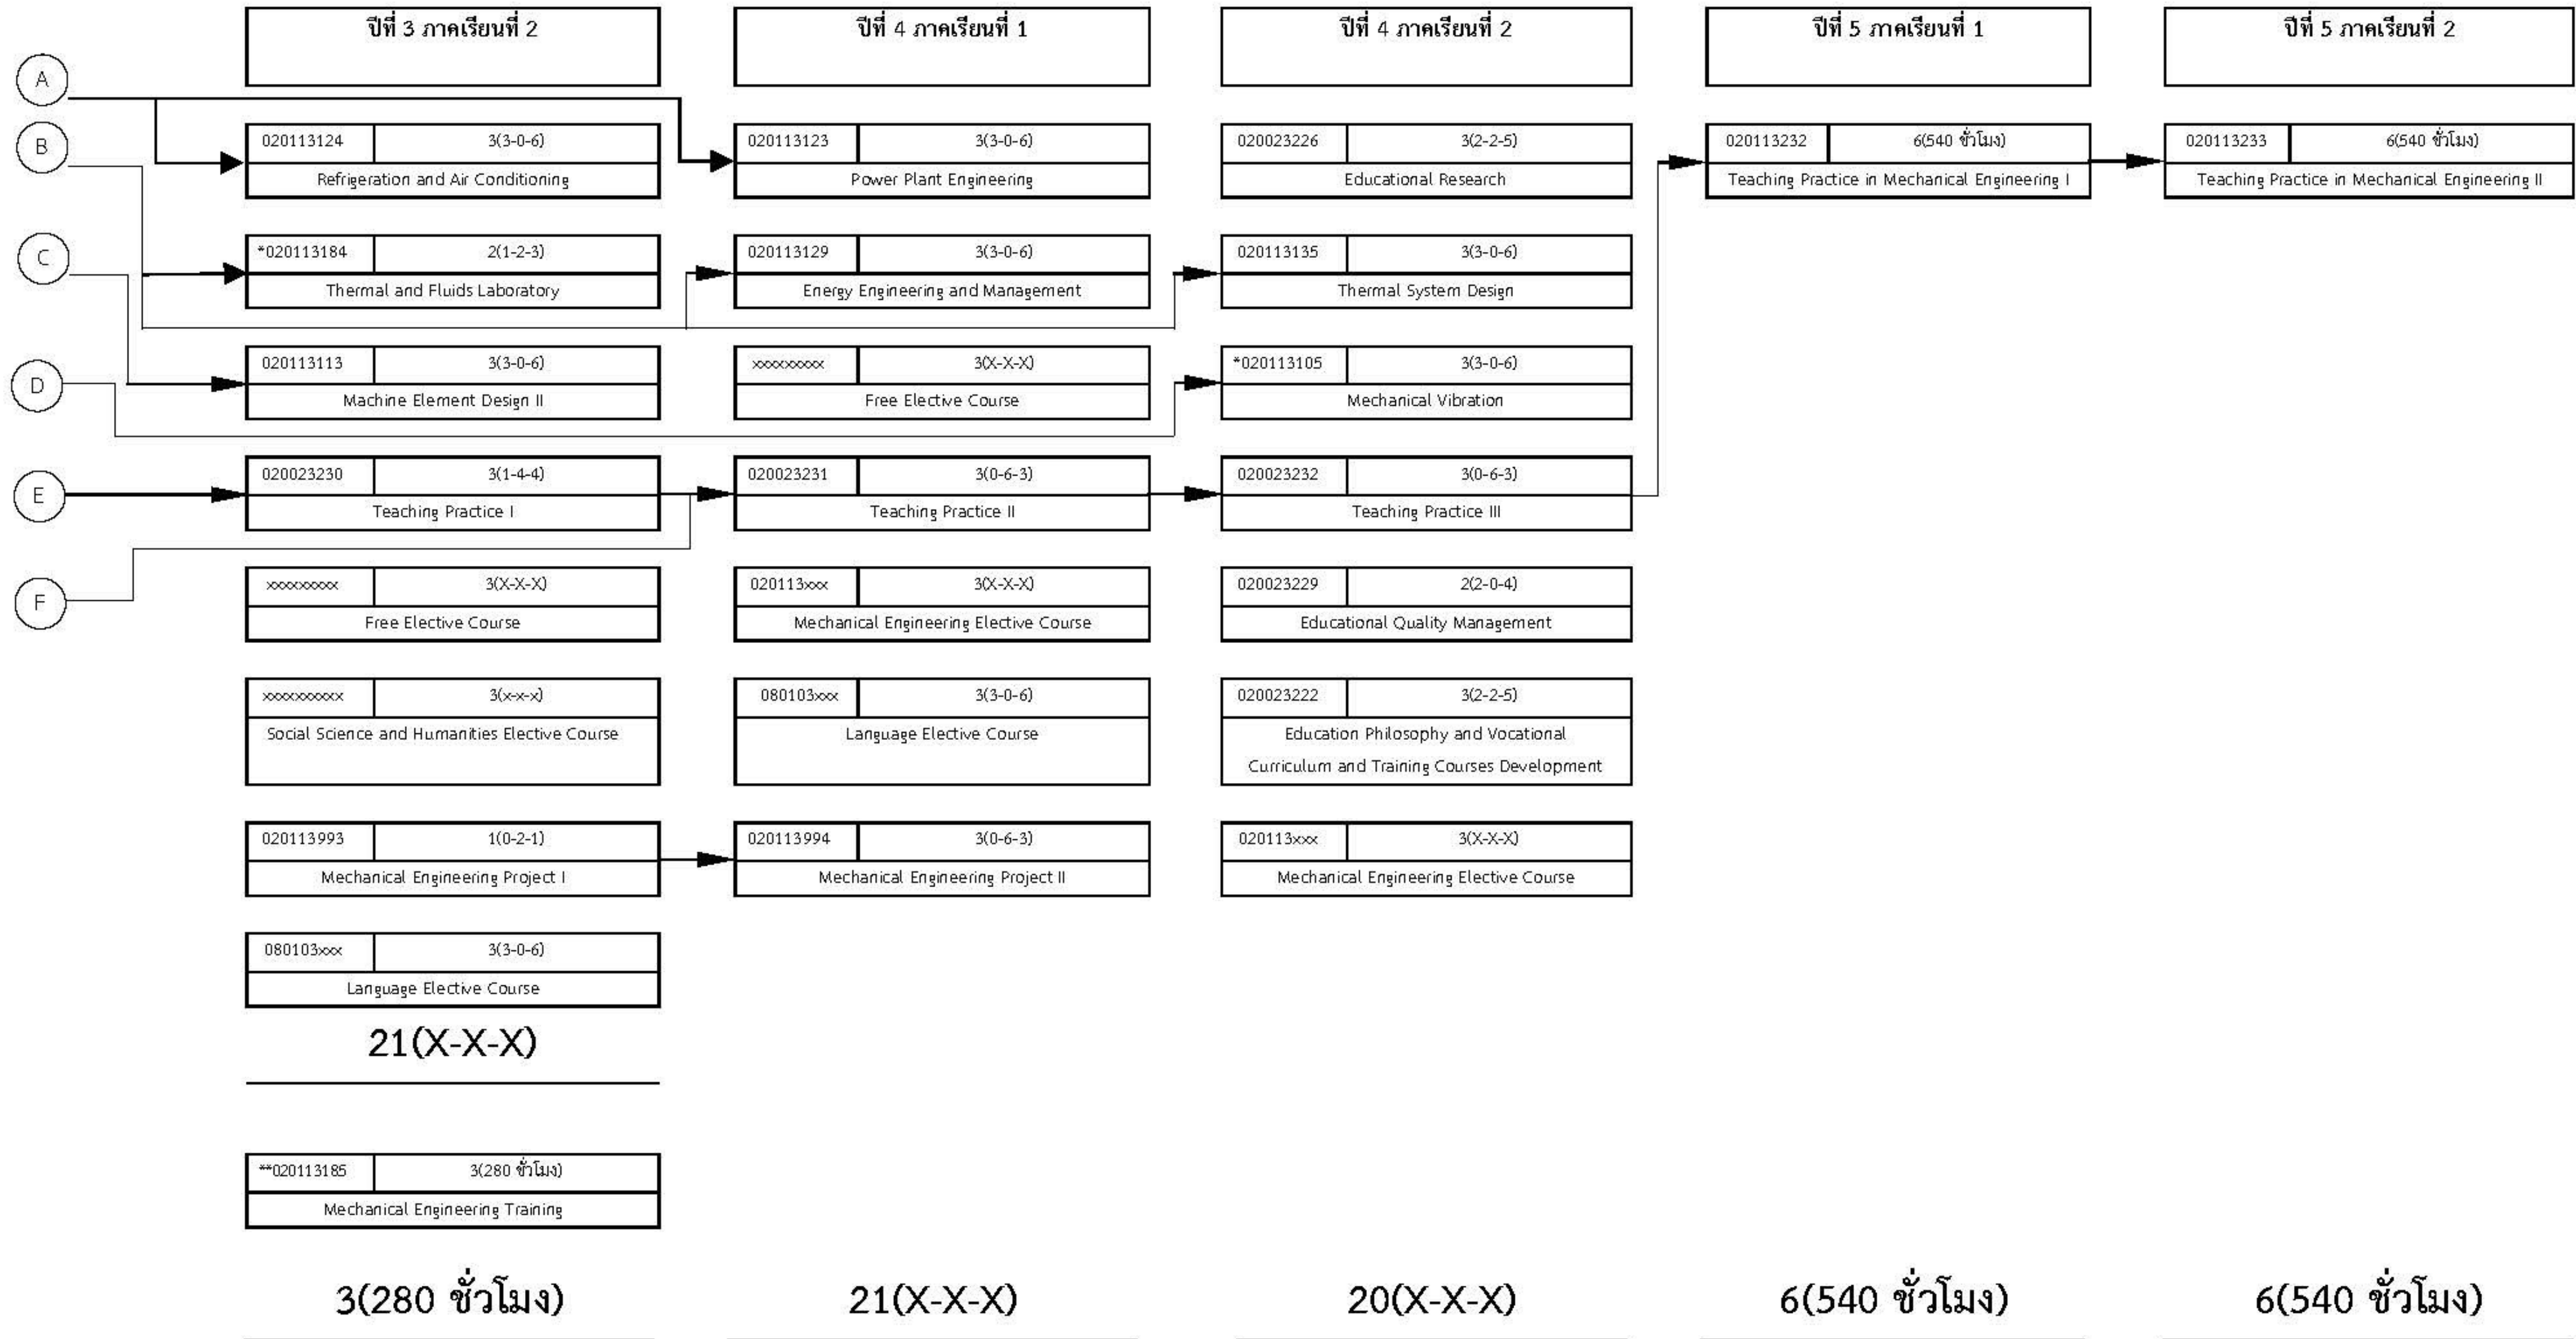 ปีที่ 3 ภาคเรียนที่ 2
ปีที่ 4 ภาคเรียนที่ 1
ปีที่ 4 ภาคเรียนที่ 2
ปีที่ 5 ภาคเรียนที่ 1
ปีที่ 5 ภาคเรียนที่ 2
A
B
C
D
E
F
020113124 3(3-0-6)
Refrigeration and Air Conditioning
020113123 3(3-0-6)
Power Plant Engineering
020023226 3(2-2-5)
Educational Research
020113232 6(540 ชั่วโมง)
Teaching Practice in Mechanical Engineering I
020113233 6(540 ชั่วโมง)
Teaching Practice in Mechanical Engineering II
*020113184 2(1-2-3)
Thermal and Fluids Laboratory
020113129 3(3-0-6)
Energy Engineering and Management
020113135 3(3-0-6)
Thermal System Design
020113113 3(3-0-6)
Machine Element Design II
xxxxxxxxx 3(X-X-X)
Free Elective Course
*020113105 3(3-0-6)
Mechanical Vibration
020023230 3(1-4-4)
Teaching Practice I
020023231 3(0-6-3)
Teaching Practice II
020023232 3(0-6-3)
Teaching Practice III
xxxxxxxxx 3(X-X-X)
Free Elective Course
020113xxx 3(X-X-X)
Mechanical Engineering Elective Course
020023229 2(2-0-4)
Educational Quality Management
xxxxxxxxxx 3(x-x-x)
Social Science and Humanities Elective Course
080103xxx 3(3-0-6)
Language Elective Course
020023222 3(2-2-5)
Education Philosophy and Vocational
Curriculum and Training Courses Development
020113993 1(0-2-1)
Mechanical Engineering Project I
020113994 3(0-6-3)
Mechanical Engineering Project II
020113xxx 3(X-X-X)
Mechanical Engineering Elective Course
080103xxx 3(3-0-6)
Language Elective Course
21(X-X-X)
**020113185 3(280 ชั่วโมง)
Mechanical Engineering Training
3(280 ชั่วโมง)
21(X-X-X)
20(X-X-X)
6(540 ชั่วโมง)
6(540 ชั่วโมง)